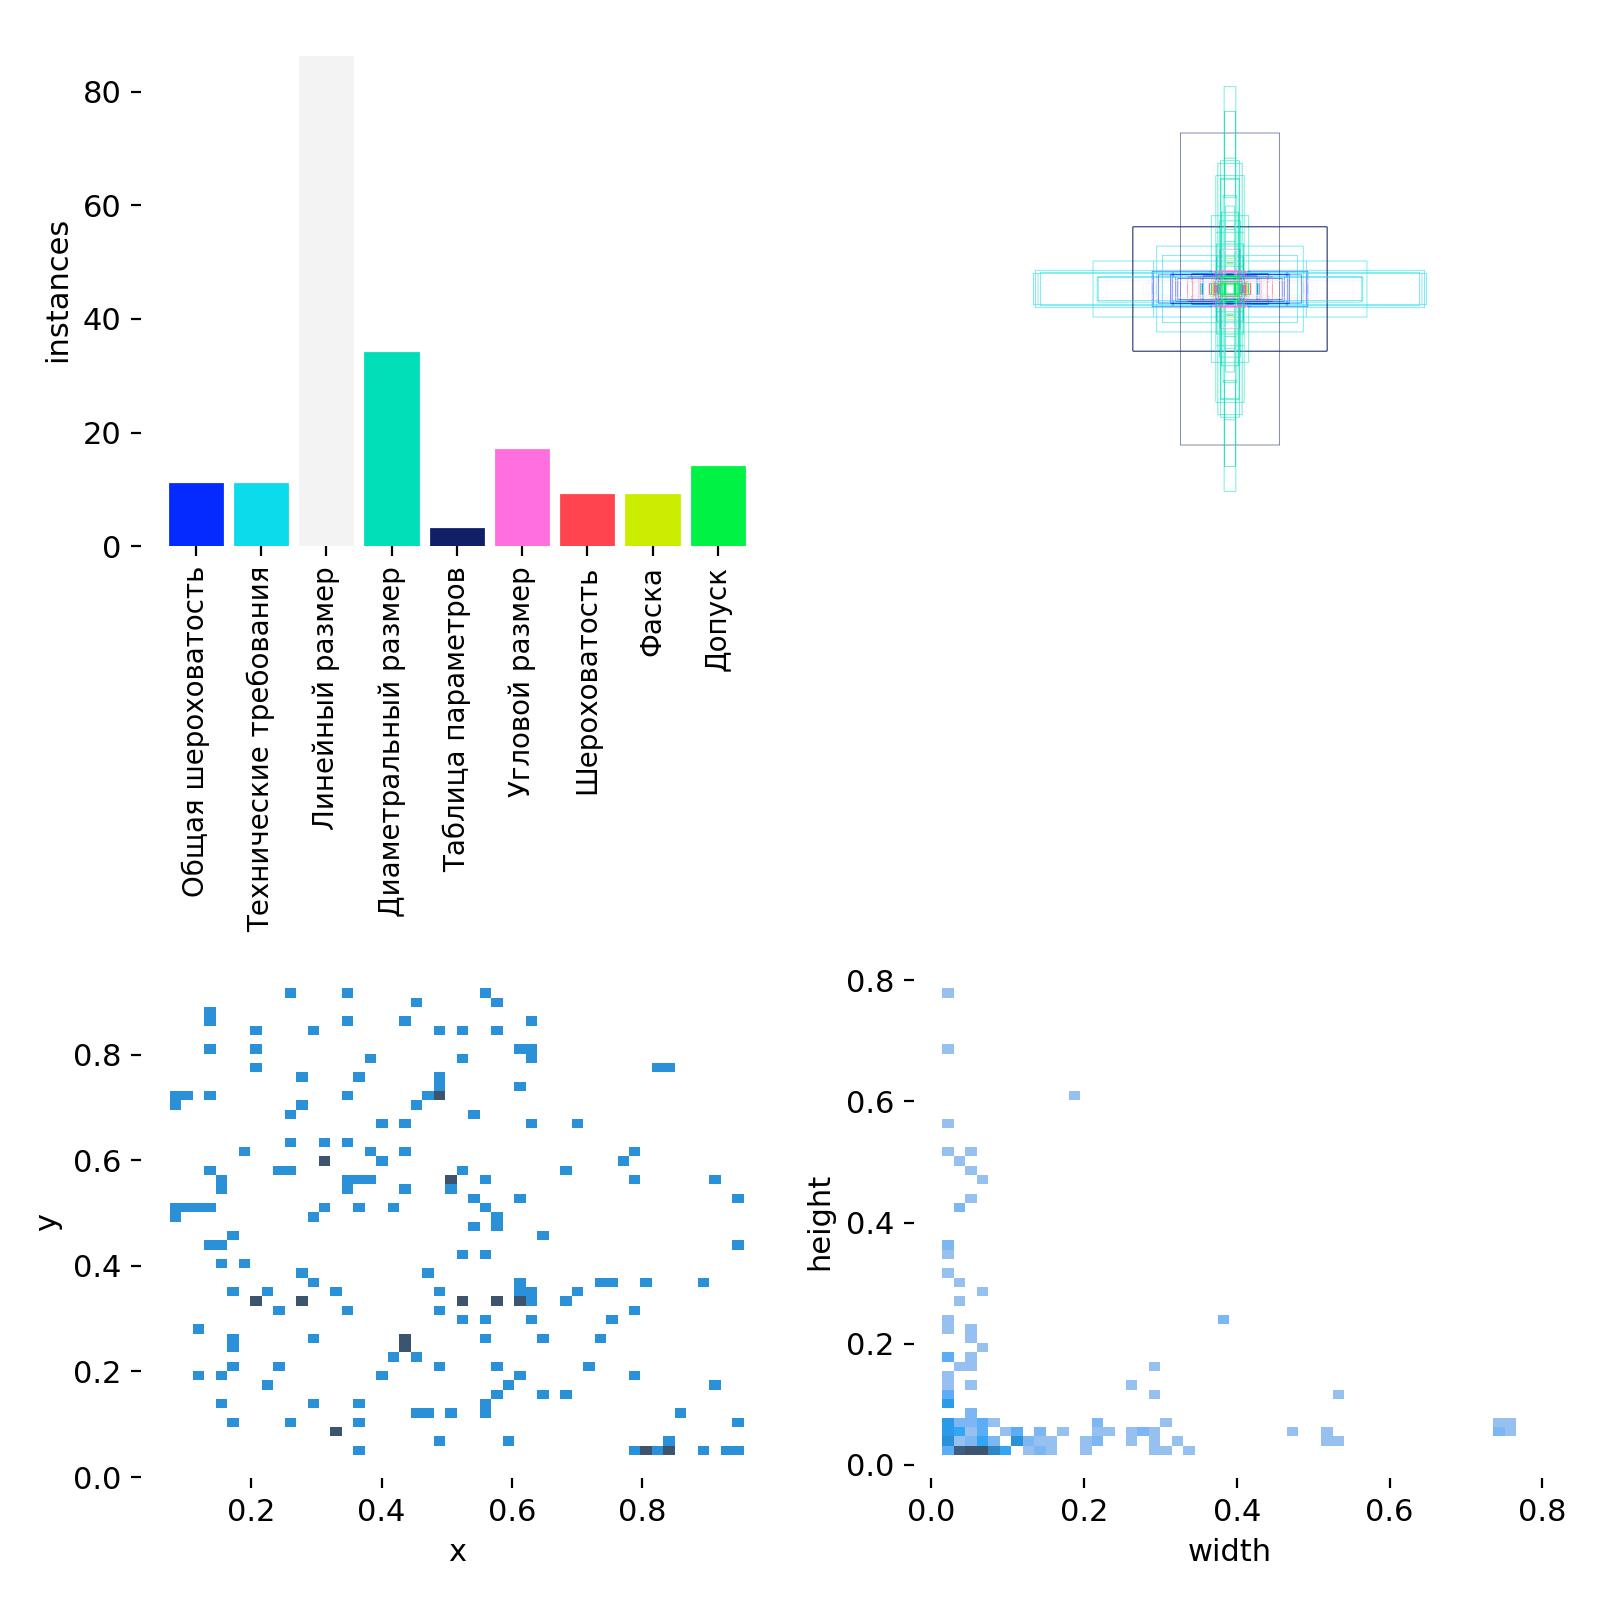 80
60
40
20
0
instances
Общая шероховатость
Технические требования
Линейный размер
Диаметральный размер
Таблица параметров
Угловой размер
Шероховатость
Фаска
Допуск
0.8
0.6
0.4
0.2
0.0
y
0.2 0.4 0.6 0.8
x
0.8
0.6
0.4
0.2
0.0
height
0.0 0.2 0.4 0.6 0.8
width